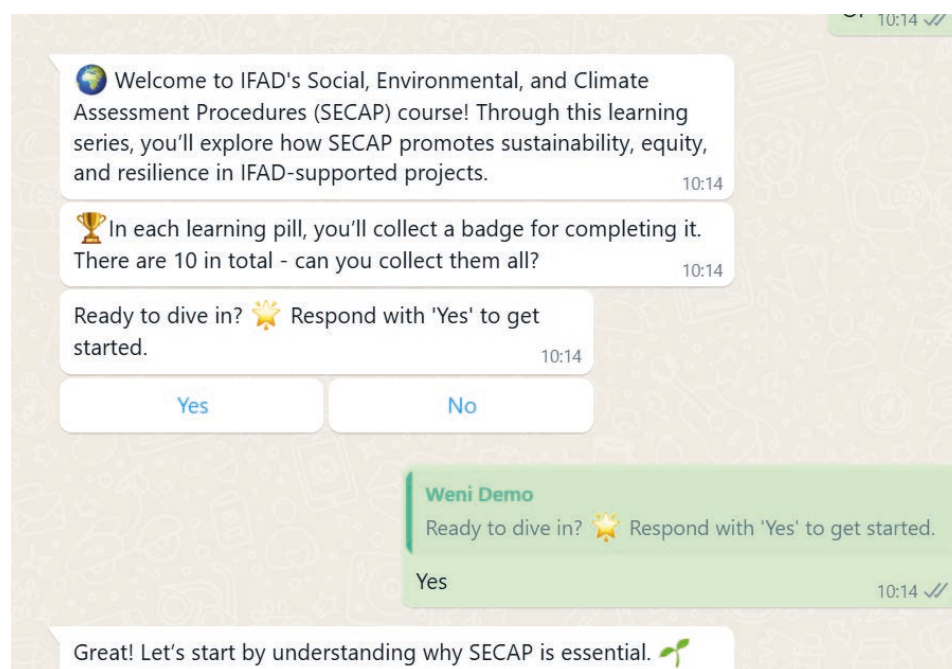 10:14
🌍 Welcome to IFAD's Social, Environmental, and Climate
Assessment Procedures (SECAP) course! Through this learning
series, you’ll explore how SECAP promotes sustainability, equity,
and resilience in IFAD-supported projects.
10:14
🏆In each learning pill, you’ll collect a badge for completing it.
There are 10 in total - can you collect them all?
10:14
Ready to dive in? 🌟 Respond with 'Yes' to get
started.
10:14
Yes
No
Weni Demo
Ready to dive in? 🌟 Respond with 'Yes' to get started.
Yes
10:14
Great! Let’s start by understanding why SECAP is essential. 🌱